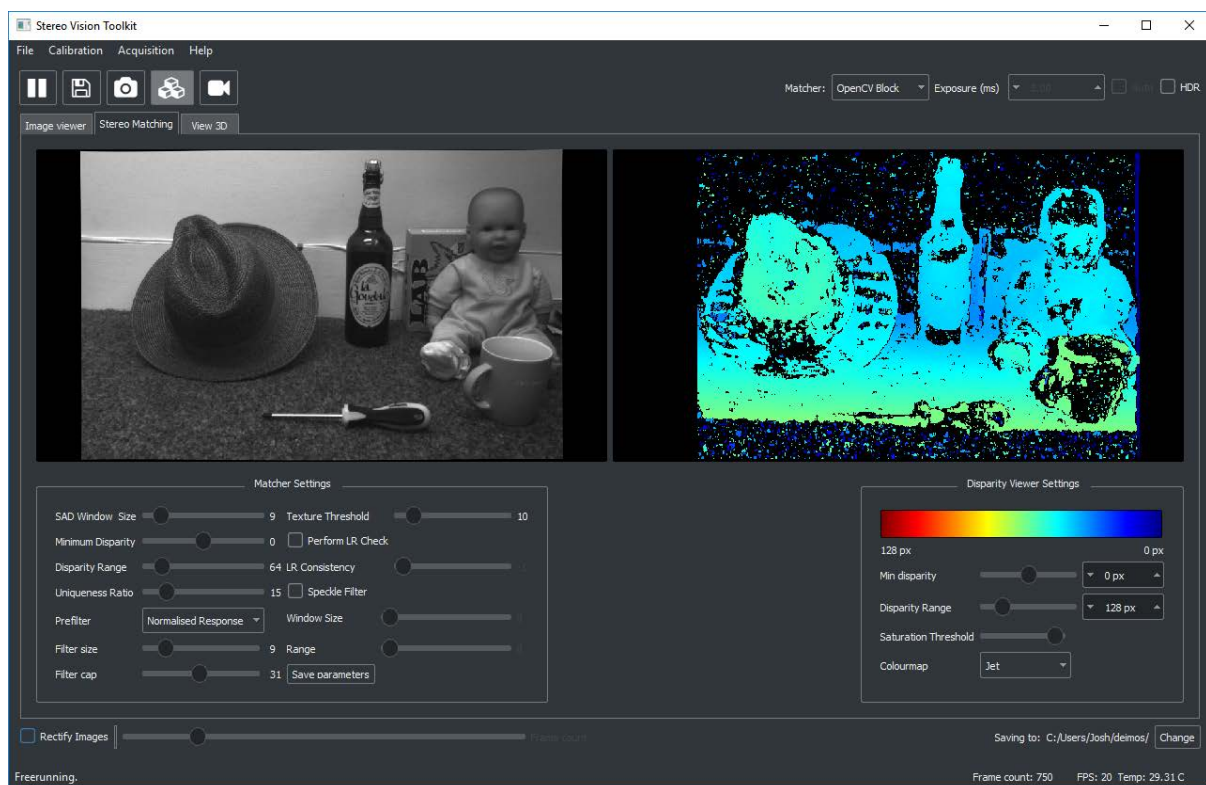 Stereo Vision Toolkit
File Calibration Acquisition Help
Matcher: OpenCV Block Exposure (ms) HDR
Image viewer Stereo Matching View 3D
LAB
Matcher Settings
SAD Window Size 9 Texture Threshold 10
Minimum Disparity 0 Perform LR Check
Disparity Range 64 LR Consistency
Uniqueness Ratio 15 Speckle Filter
Prefilter Normalised Response Window Size
Filter size 9 Range
Filter cap 31 Save parameters
Disparity Viewer Settings
128 px 0 px
Min disparity 0 px
Disparity Range 128 px
Saturation Threshold
Colourmap Jet
Rectify Images Frame count
Saving to: C:/Users/Josh/deimos/ Change
Freerunning.
Frame count: 750 FPS: 20 Temp: 29.31 C